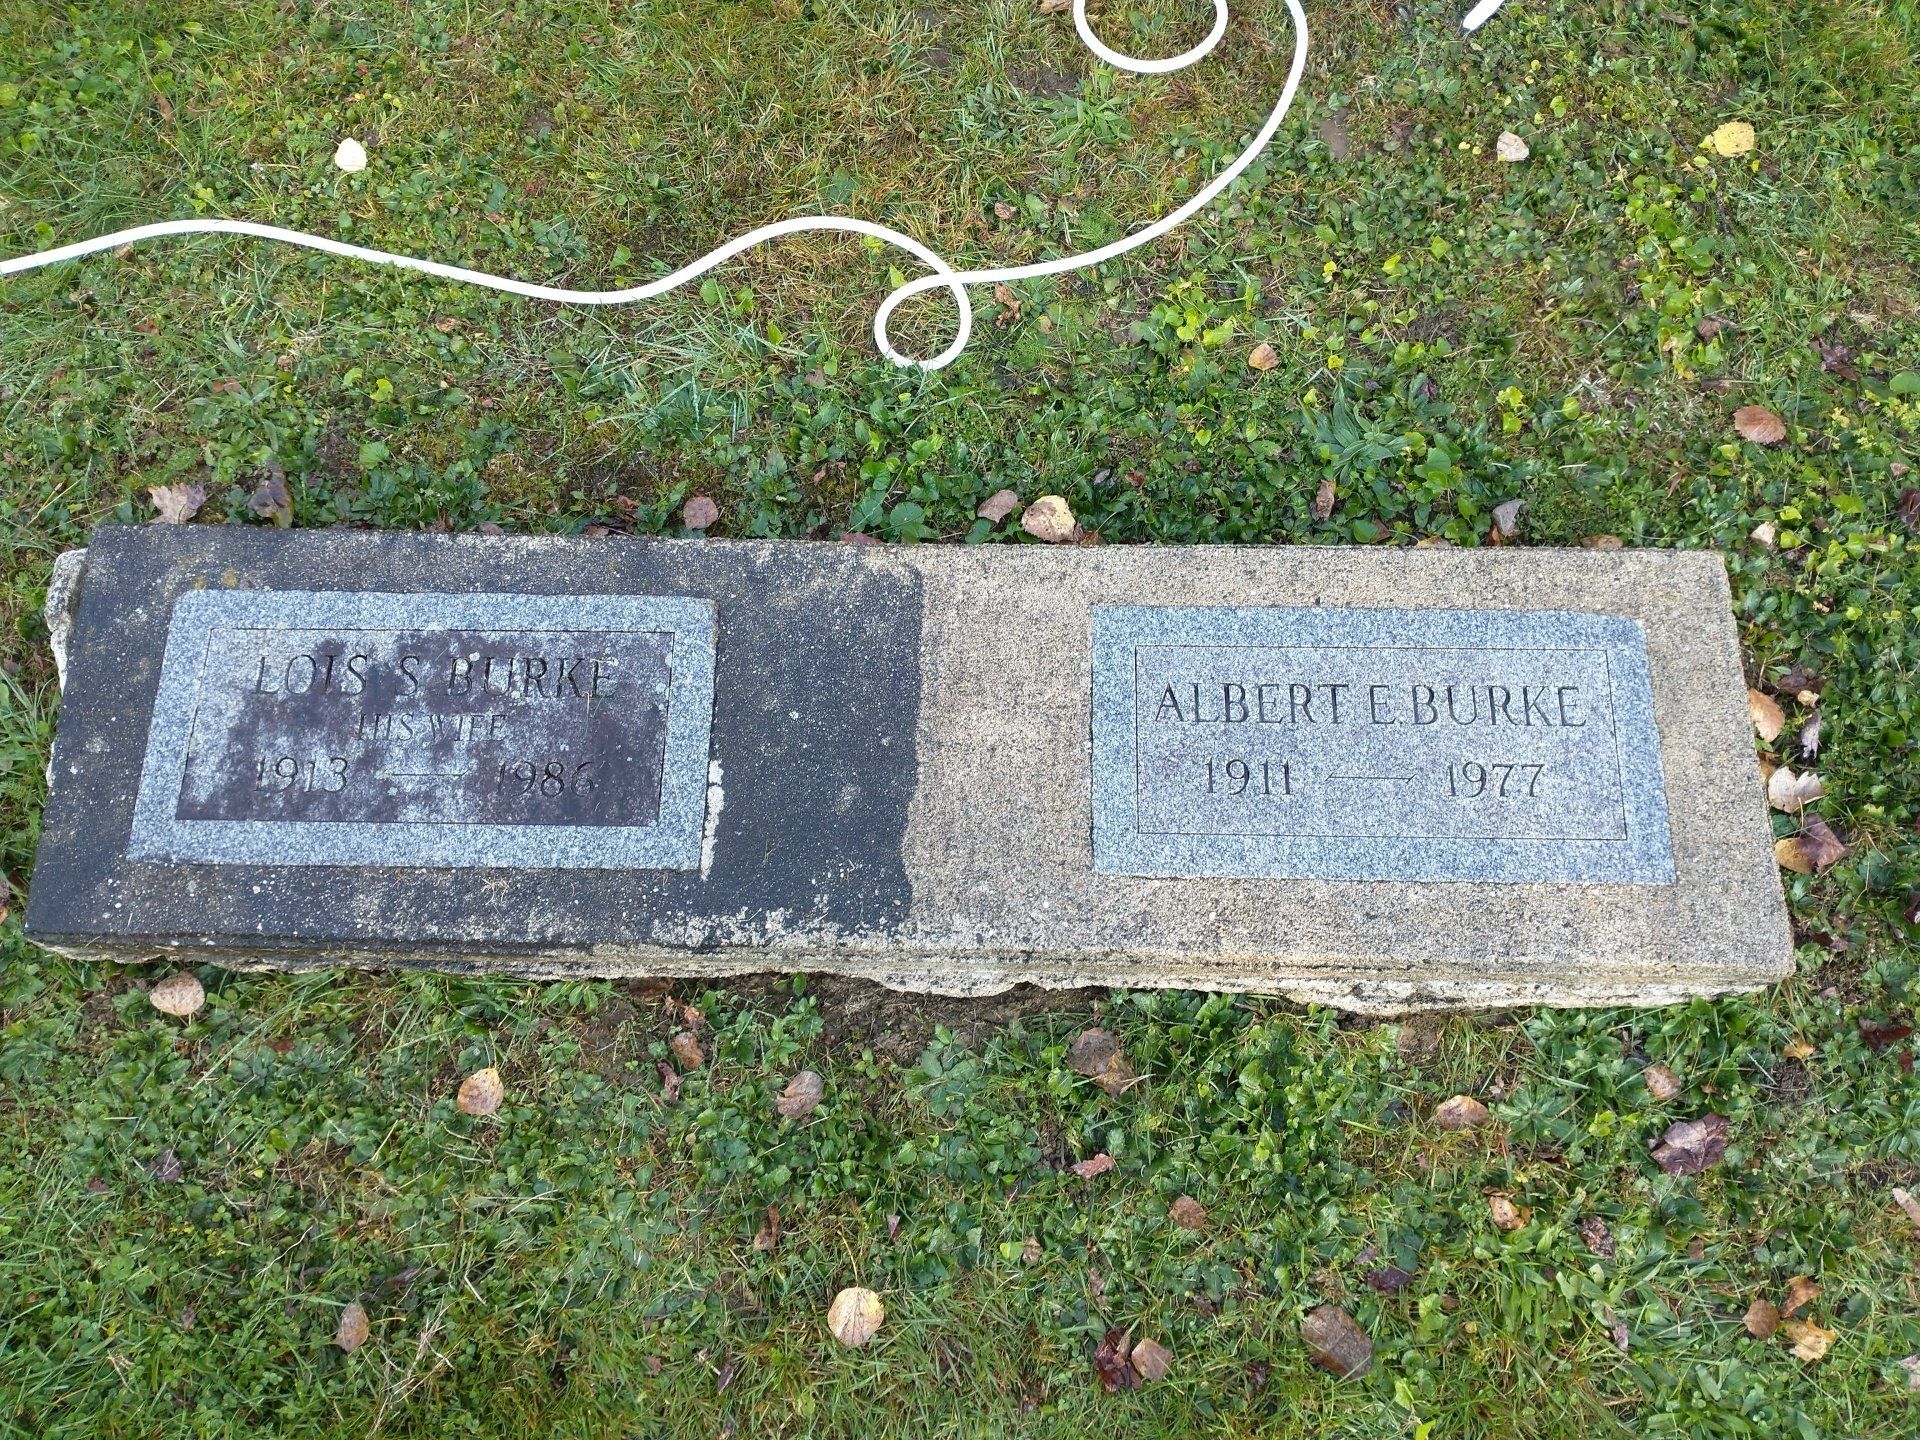 LOIS S BURKE
HIS WIFE
1913 — 1986
ALBERT E. BURKE
1911 — 1977